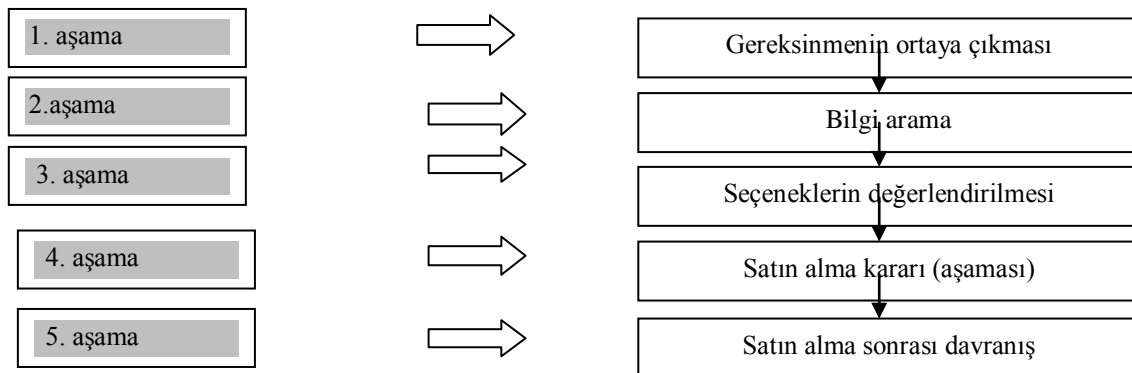 1. aşama
Gereksinmenin ortaya çıkması
2.aşama
Bilgi arama
3. aşama
Seçeneklerin değerlendirilmesi
4. aşama
Satın alma kararı (aşaması)
5. aşama
Satın alma sonrası davranış